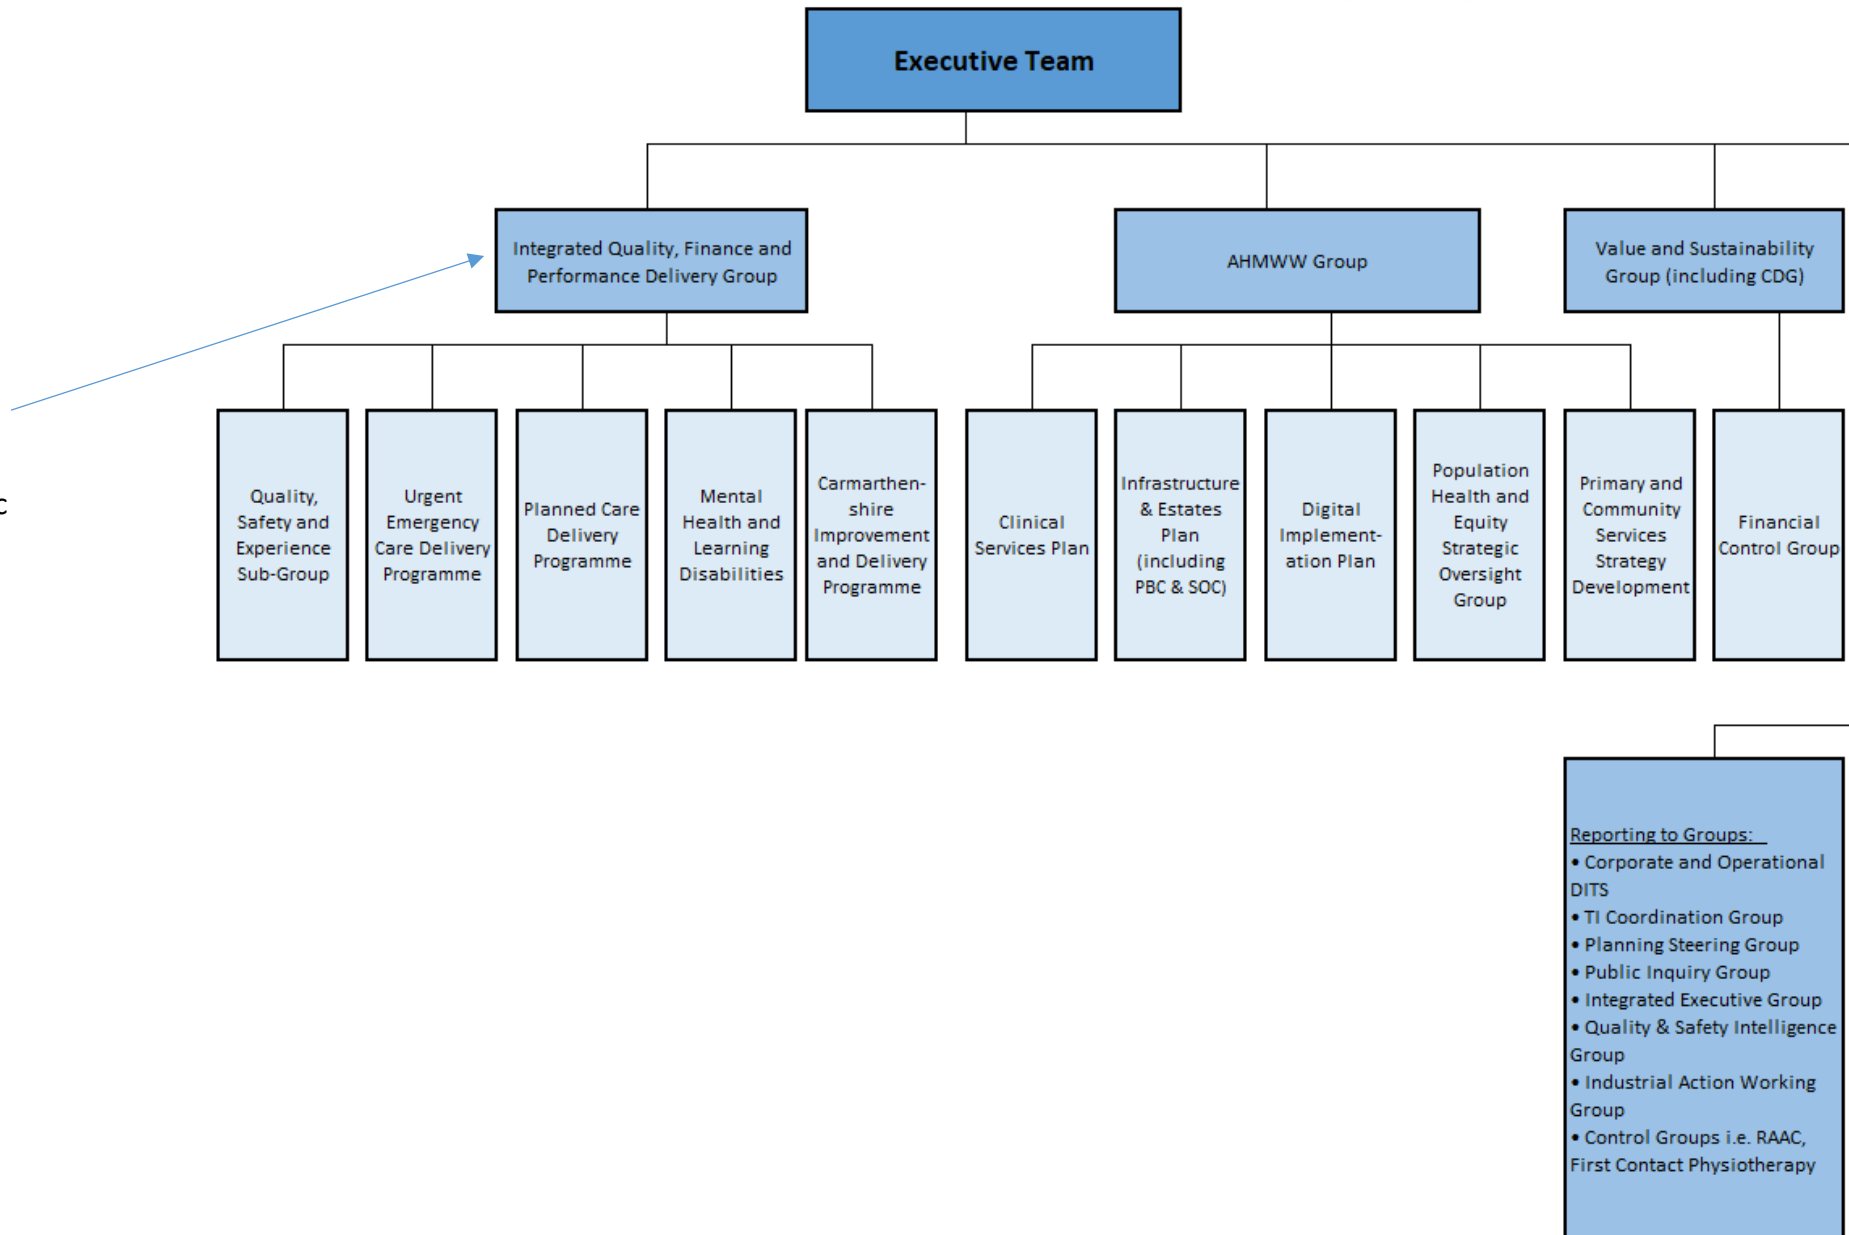 Executive Team
Integrated Quality, Finance and
Performance Delivery Group
AHMWW Group
Value and Sustainability
Group (including CDG)
c
Quality,
Safety and
Experience
Sub-Group
Urgent
Emergency
Care Delivery
Programme
Planned Care
Delivery
Programme
Mental
Health and
Learning
Disabilities
Carmarthen-
shire
Improvement
and Delivery
Programme
Clinical
Services Plan
Infrastructure
& Estates
Plan
(including
PBC & SOC)
Digital
Implement-
ation Plan
Population
Health and
Equity
Strategic
Oversight
Group
Primary and
Community
Services
Strategy
Development
Financial
Control Group
Reporting to Groups:
• Corporate and Operational
DITS
• TI Coordination Group
• Planning Steering Group
• Public Inquiry Group
• Integrated Executive Group
• Quality & Safety Intelligence
Group
• Industrial Action Working
Group
• Control Groups i.e. RAAC,
First Contact Physiotherapy